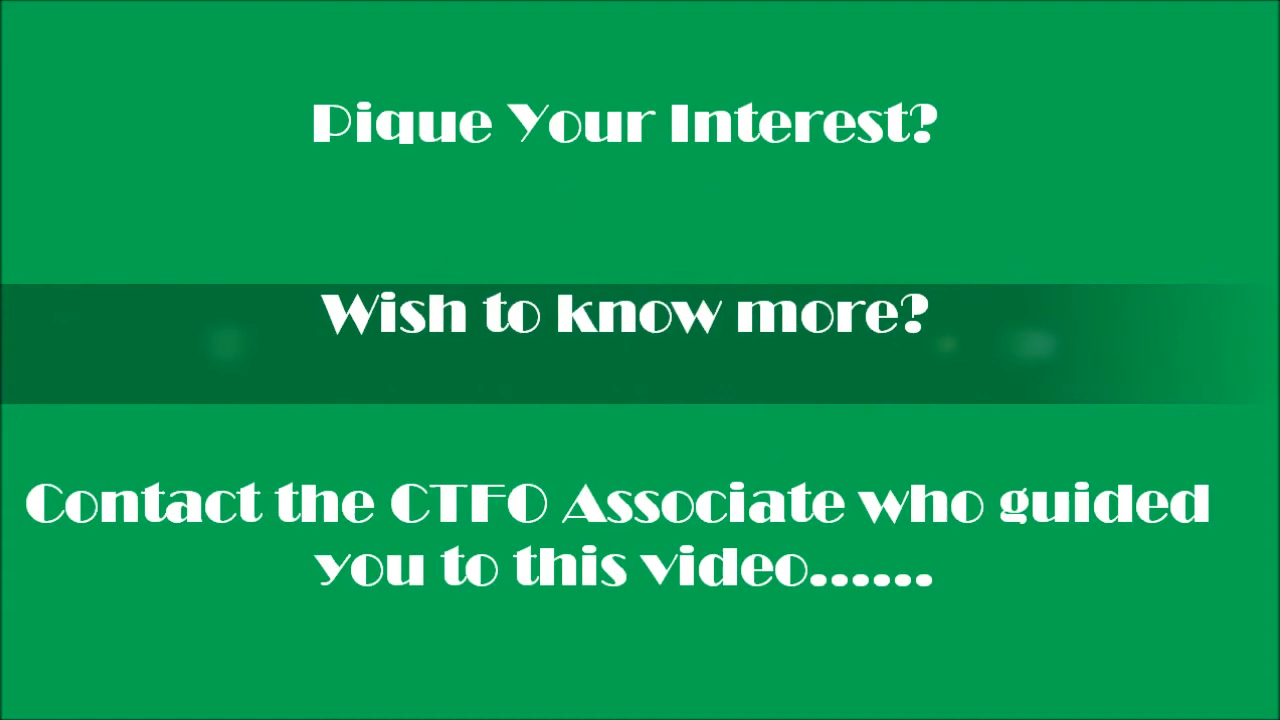 Pique Your Interest?
Wish to know more?
Contact the CTFO Associate who guided
you to this video......